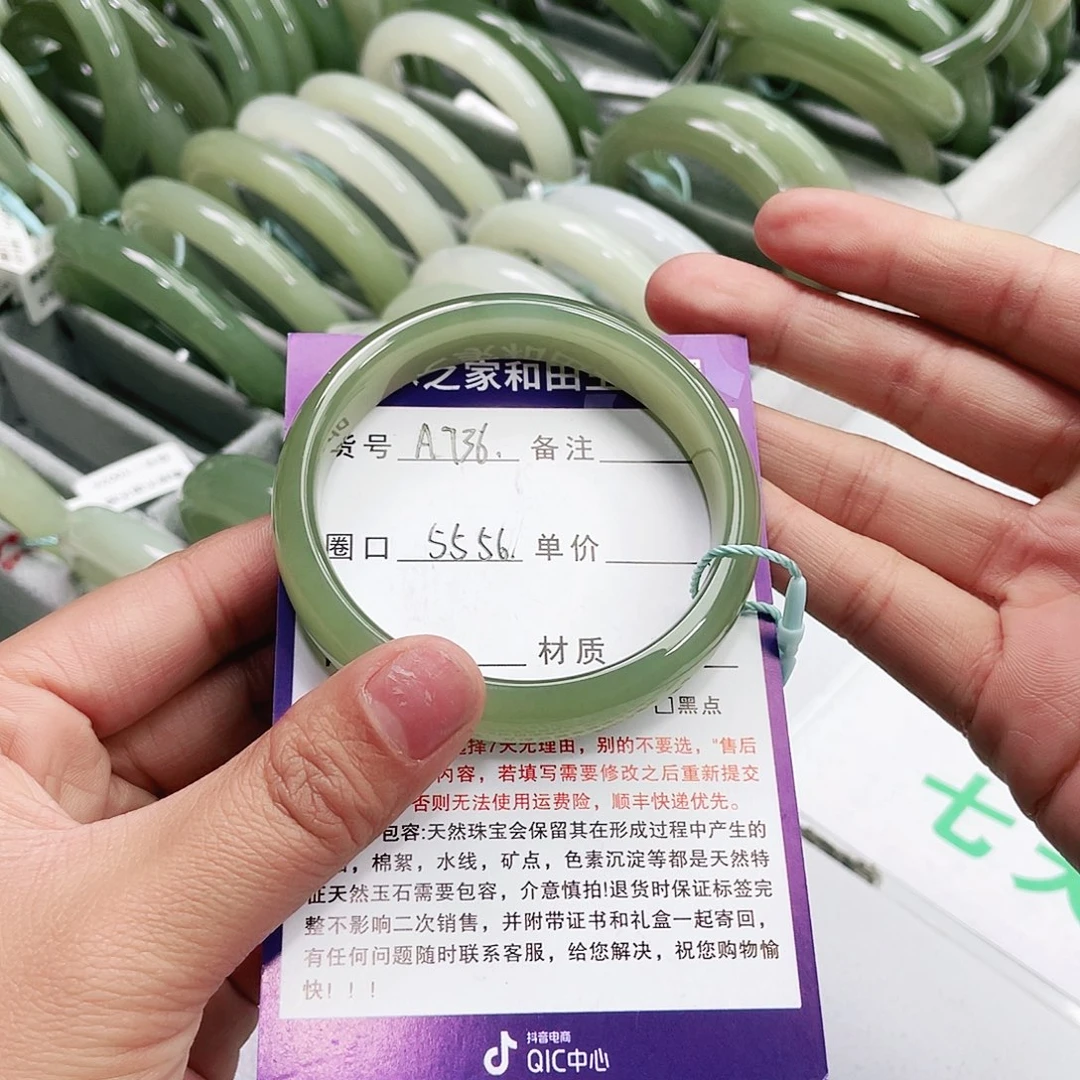 之家和田
货号 A736. 备注
圈口 5556. 单价
材质
黑点
择7天无理由，别的不要选，"售后
内容，若填写需要修改之后重新提交
否则无法使用运费险，顺丰快递优先。
包容:天然珠宝会保留其在形成过程中产生的
，棉絮，水线，矿点，色素沉淀等都是天然特
征天然玉石需要包容，介意慎拍!退货时保证标签完
整不影响二次销售，并附带证书和礼盒一起寄回，
有任何问题随时联系客服，给您解决，祝您购物愉
快！！！
抖音电商
QIC中心
七天